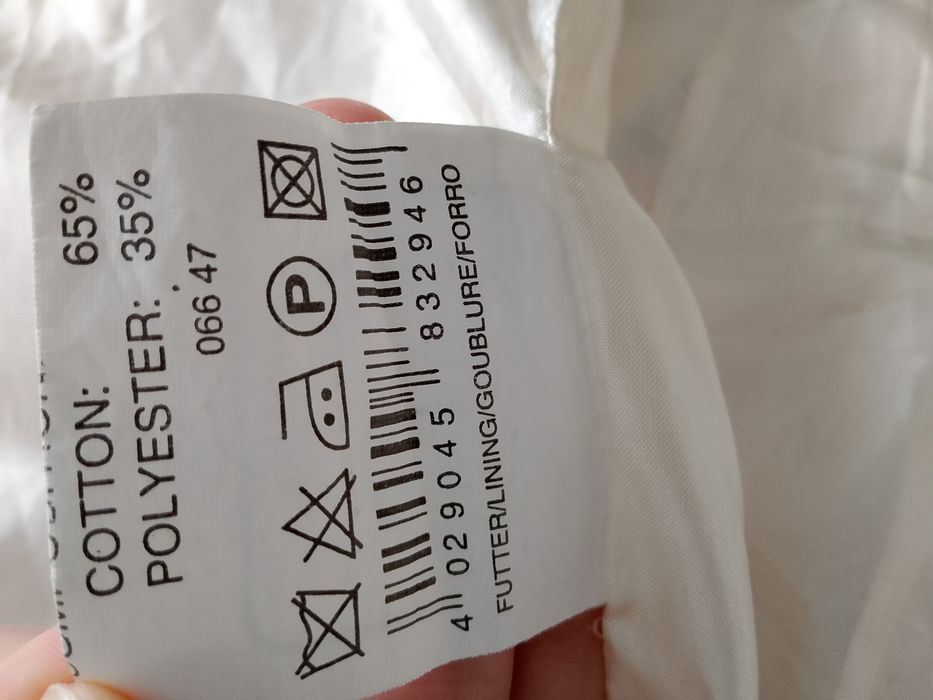 COTTON: 65%
POLYESTER: 35%
066 47
P
4 029045 832946
FUTTER/LINING/GOUBLURE/FORRO